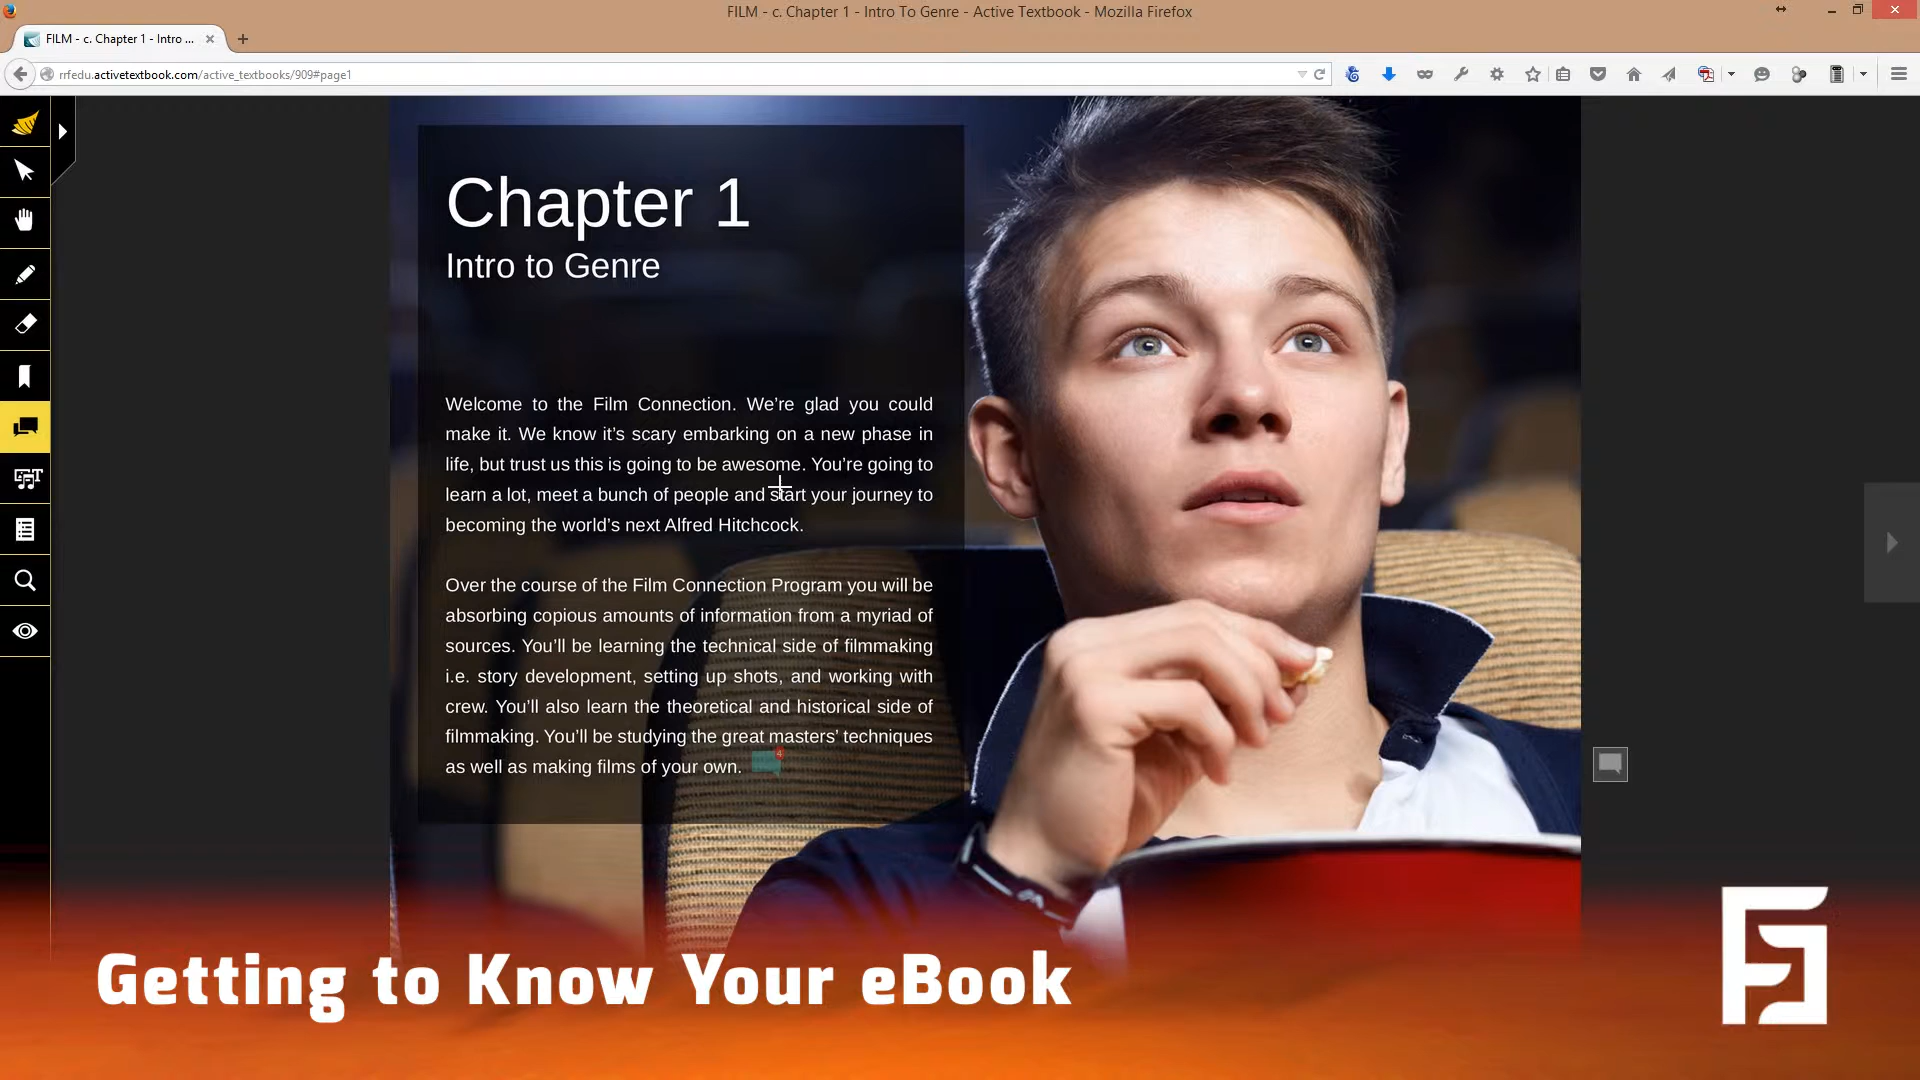 FILM - c. Chapter 1 - Intro To Genre - Active Textbook - Mozilla Firefox
FILM - c. Chapter 1 - Intro ...
rrfedu.activetextbook.com/active_textbooks/909#page1
Chapter 1
Intro to Genre
Welcome to the Film Connection. We’re glad you could
make it. We know it’s scary embarking on a new phase in
life, but trust us this is going to be awesome. You’re going to
learn a lot, meet a bunch of people and start your journey to
becoming the world’s next Alfred Hitchcock.
Over the course of the Film Connection Program you will be
absorbing copious amounts of information from a myriad of
sources. You’ll be learning the technical side of filmmaking
i.e. story development, setting up shots, and working with
crew. You’ll also learn the theoretical and historical side of
filmmaking. You’ll be studying the great masters’ techniques
as well as making films of your own.
4
Getting to Know Your eBook